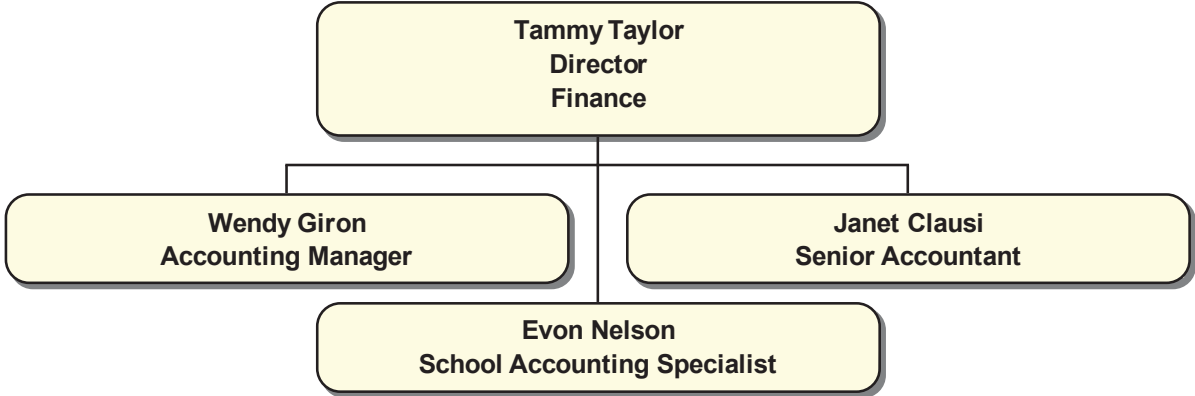 Tammy Taylor
Director
Finance
Wendy Giron
Accounting Manager
Janet Clausi
Senior Accountant
Evon Nelson
School Accounting Specialist